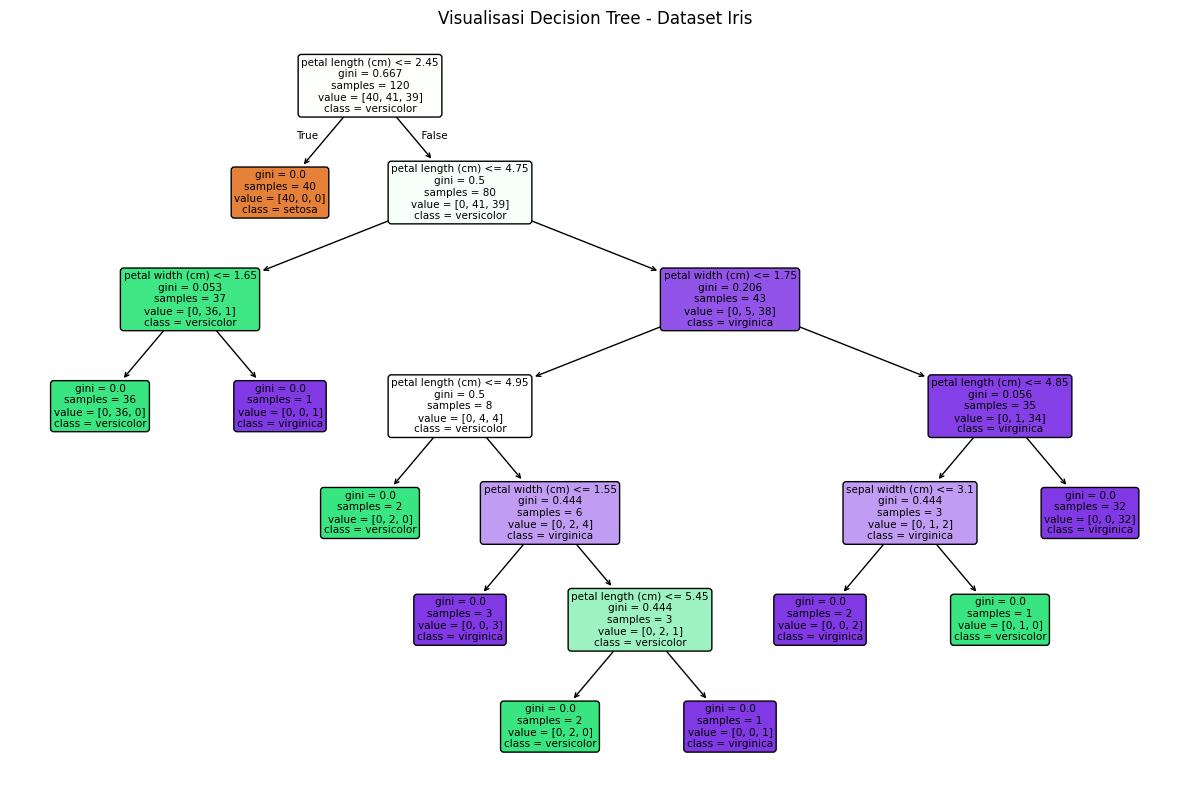 Visualisasi Decision Tree - Dataset Iris
petal length (cm) <= 2.45
gini = 0.667
samples = 120
value = [40, 41, 39]
class = versicolor
True
False
gini = 0.0
samples = 40
value = [40, 0, 0]
class = setosa
petal length (cm) <= 4.75
gini = 0.5
samples = 80
value = [0, 41, 39]
class = versicolor
petal width (cm) <= 1.65
gini = 0.053
samples = 37
value = [0, 36, 1]
class = versicolor
petal width (cm) <= 1.75
gini = 0.206
samples = 43
value = [0, 5, 38]
class = virginica
gini = 0.0
samples = 36
value = [0, 36, 0]
class = versicolor
gini = 0.0
samples = 1
value = [0, 0, 1]
class = virginica
petal length (cm) <= 4.95
gini = 0.5
samples = 8
value = [0, 4, 4]
class = versicolor
petal length (cm) <= 4.85
gini = 0.056
samples = 35
value = [0, 1, 34]
class = virginica
gini = 0.0
samples = 2
value = [0, 2, 0]
class = versicolor
petal width (cm) <= 1.55
gini = 0.444
samples = 6
value = [0, 2, 4]
class = virginica
sepal width (cm) <= 3.1
gini = 0.444
samples = 3
value = [0, 1, 2]
class = virginica
gini = 0.0
samples = 32
value = [0, 0, 32]
class = virginica
gini = 0.0
samples = 3
value = [0, 0, 3]
class = virginica
petal length (cm) <= 5.45
gini = 0.444
samples = 3
value = [0, 2, 1]
class = versicolor
gini = 0.0
samples = 2
value = [0, 0, 2]
class = virginica
gini = 0.0
samples = 1
value = [0, 1, 0]
class = versicolor
gini = 0.0
samples = 2
value = [0, 2, 0]
class = versicolor
gini = 0.0
samples = 1
value = [0, 0, 1]
class = virginica